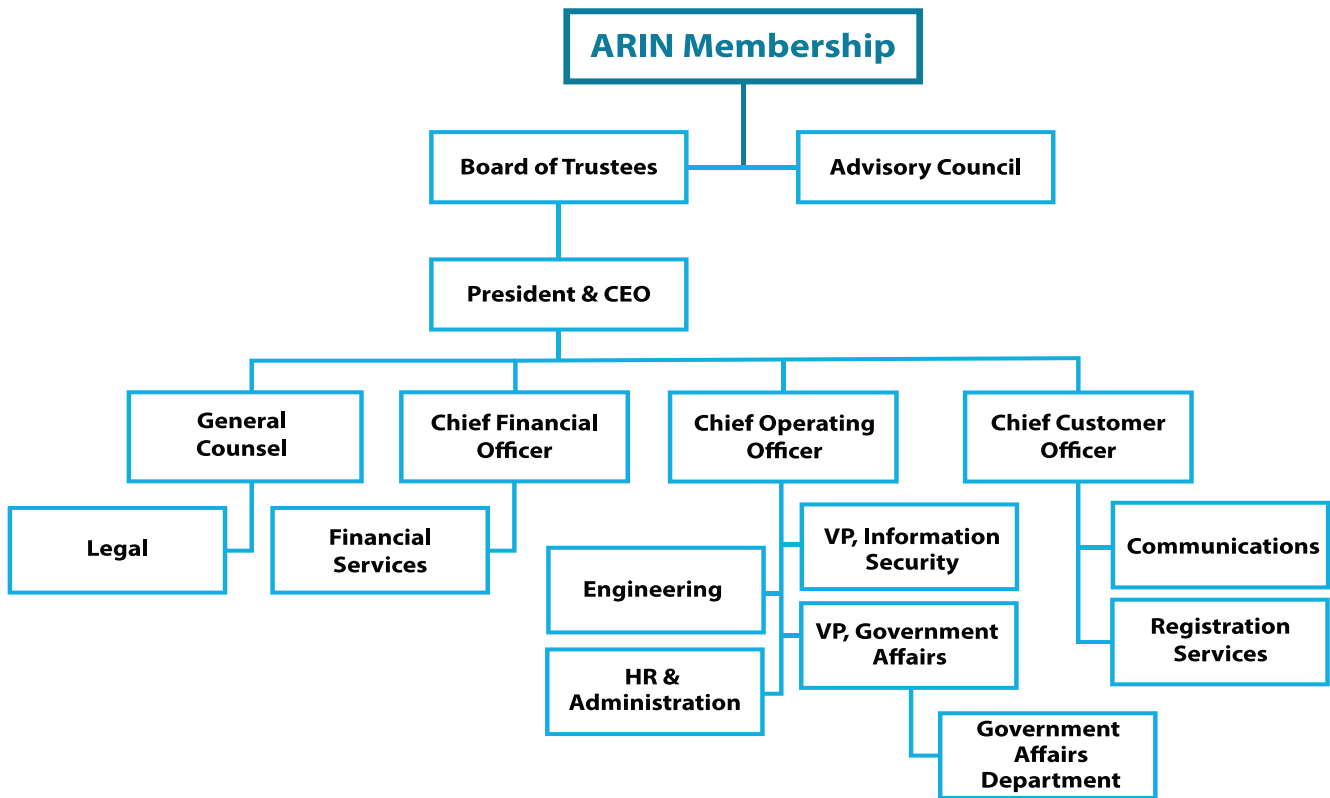 ARIN Membership
Board of Trustees
Advisory Council
President & CEO
General
Counsel
Chief Financial
Officer
Chief Operating
Officer
Chief Customer
Officer
Legal
Financial
Services
Engineering
HR &
Administration
VP, Information
Security
VP, Government
Affairs
Government
Affairs
Department
Communications
Registration
Services